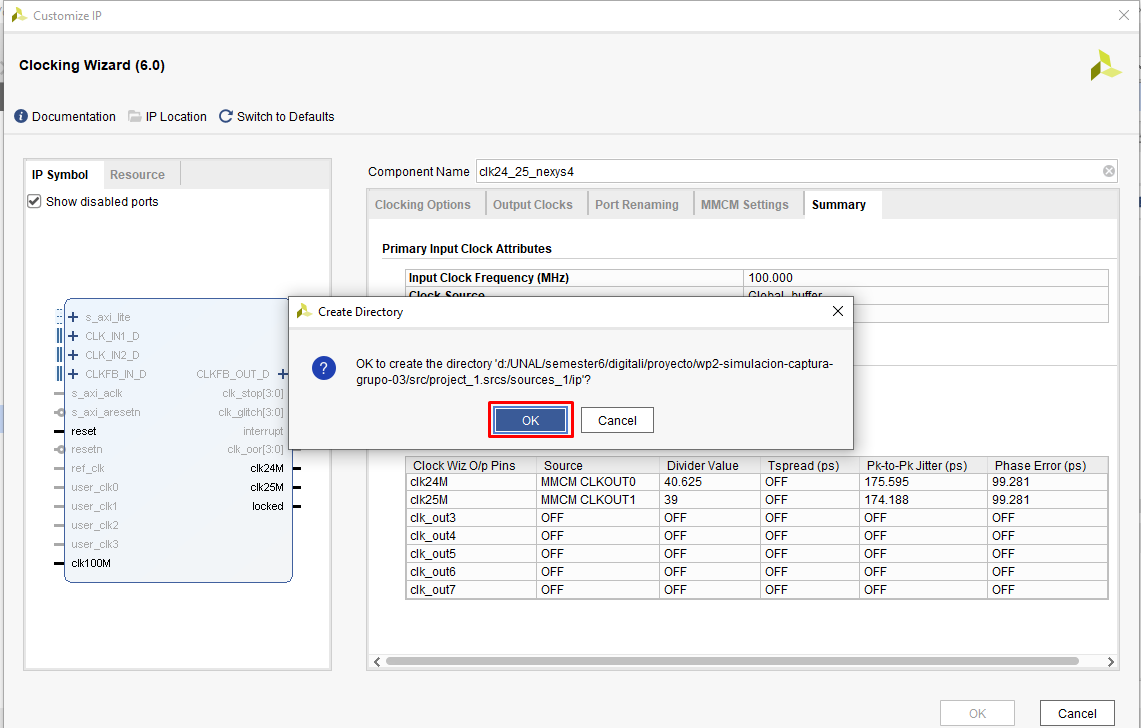 Customize IP
Clocking Wizard (6.0)
Documentation IP Location Switch to Defaults
IP Symbol Resource
Show disabled ports
s_axi_lite
CLK_IN1_D
CLK_IN2_D
CLKFB_IN_D CLKFB_OUT_D
s_axi_aclk clk_stop[3:0]
s_axi_aresetn clk_glitch[3:0]
reset interrupt
resetn clk_oor[3:0]
ref_clk clk24M
user_clk0 clk25M
user_clk1 locked
user_clk2
user_clk3
clk100M
Component Name clk24_25_nexys4
Clocking Options Output Clocks Port Renaming MMCM Settings Summary
Primary Input Clock Attributes
Input Clock Frequency (MHz) 100.000
Clock Source Global_buffer
Create Directory
OK to create the directory 'd:/UNAL/semester6/digitali/proyecto/wp2-simulacion-captura-
grupo-03/src/project_1.srcs/sources_1/ip'?
OK Cancel
Clock Wiz O/p Pins Source Divider Value Tspread (ps) Pk-to-Pk Jitter (ps) Phase Error (ps)
clk24M MMCM CLKOUT0 40.625 OFF 175.595 99.281
clk25M MMCM CLKOUT1 39 OFF 174.188 99.281
clk_out3 OFF OFF OFF OFF OFF
clk_out4 OFF OFF OFF OFF OFF
clk_out5 OFF OFF OFF OFF OFF
clk_out6 OFF OFF OFF OFF OFF
clk_out7 OFF OFF OFF OFF OFF
OK Cancel